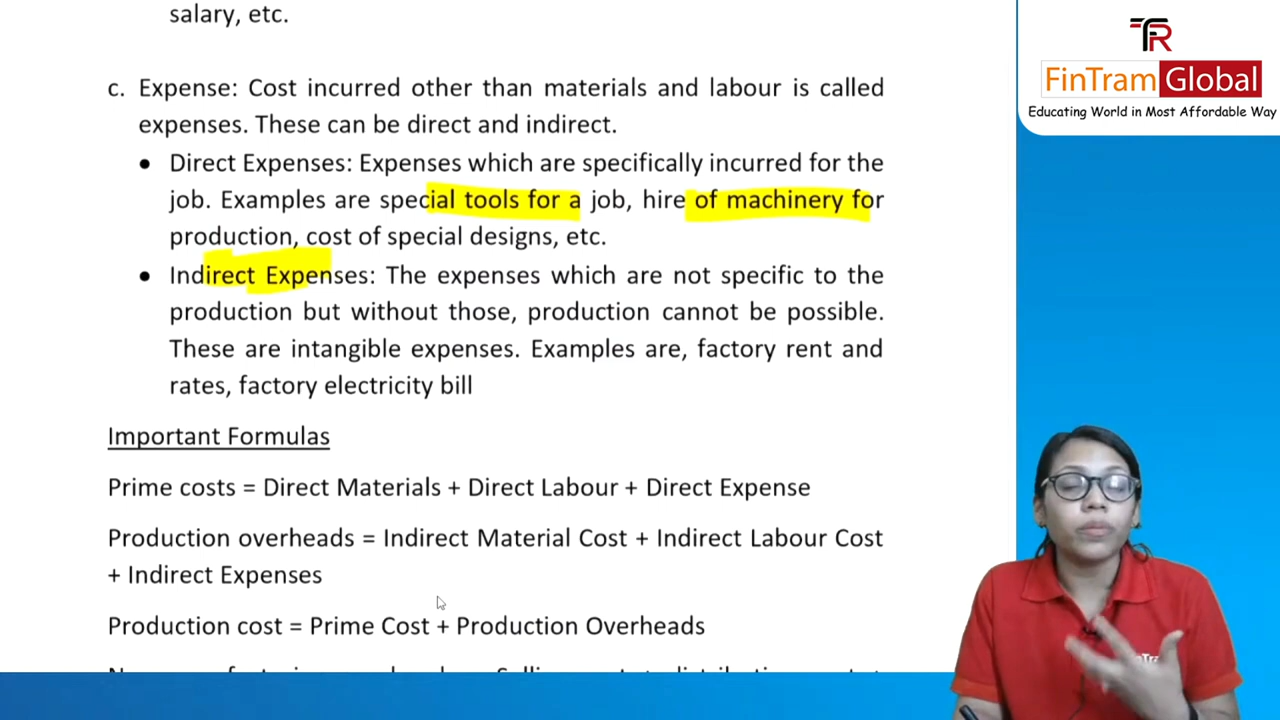 salary, etc.
c. Expense: Cost incurred other than materials and labour is called
expenses. These can be direct and indirect.
• Direct Expenses: Expenses which are specifically incurred for the
job. Examples are special tools for a job, hire of machinery for
production, cost of special designs, etc.
• Indirect Expenses: The expenses which are not specific to the
production but without those, production cannot be possible.
These are intangible expenses. Examples are, factory rent and
rates, factory electricity bill
Important Formulas
Prime costs = Direct Materials + Direct Labour + Direct Expense
Production overheads = Indirect Material Cost + Indirect Labour Cost
+ Indirect Expenses
Production cost = Prime Cost + Production Overheads
FinTram Global
Educating World in Most Affordable Way